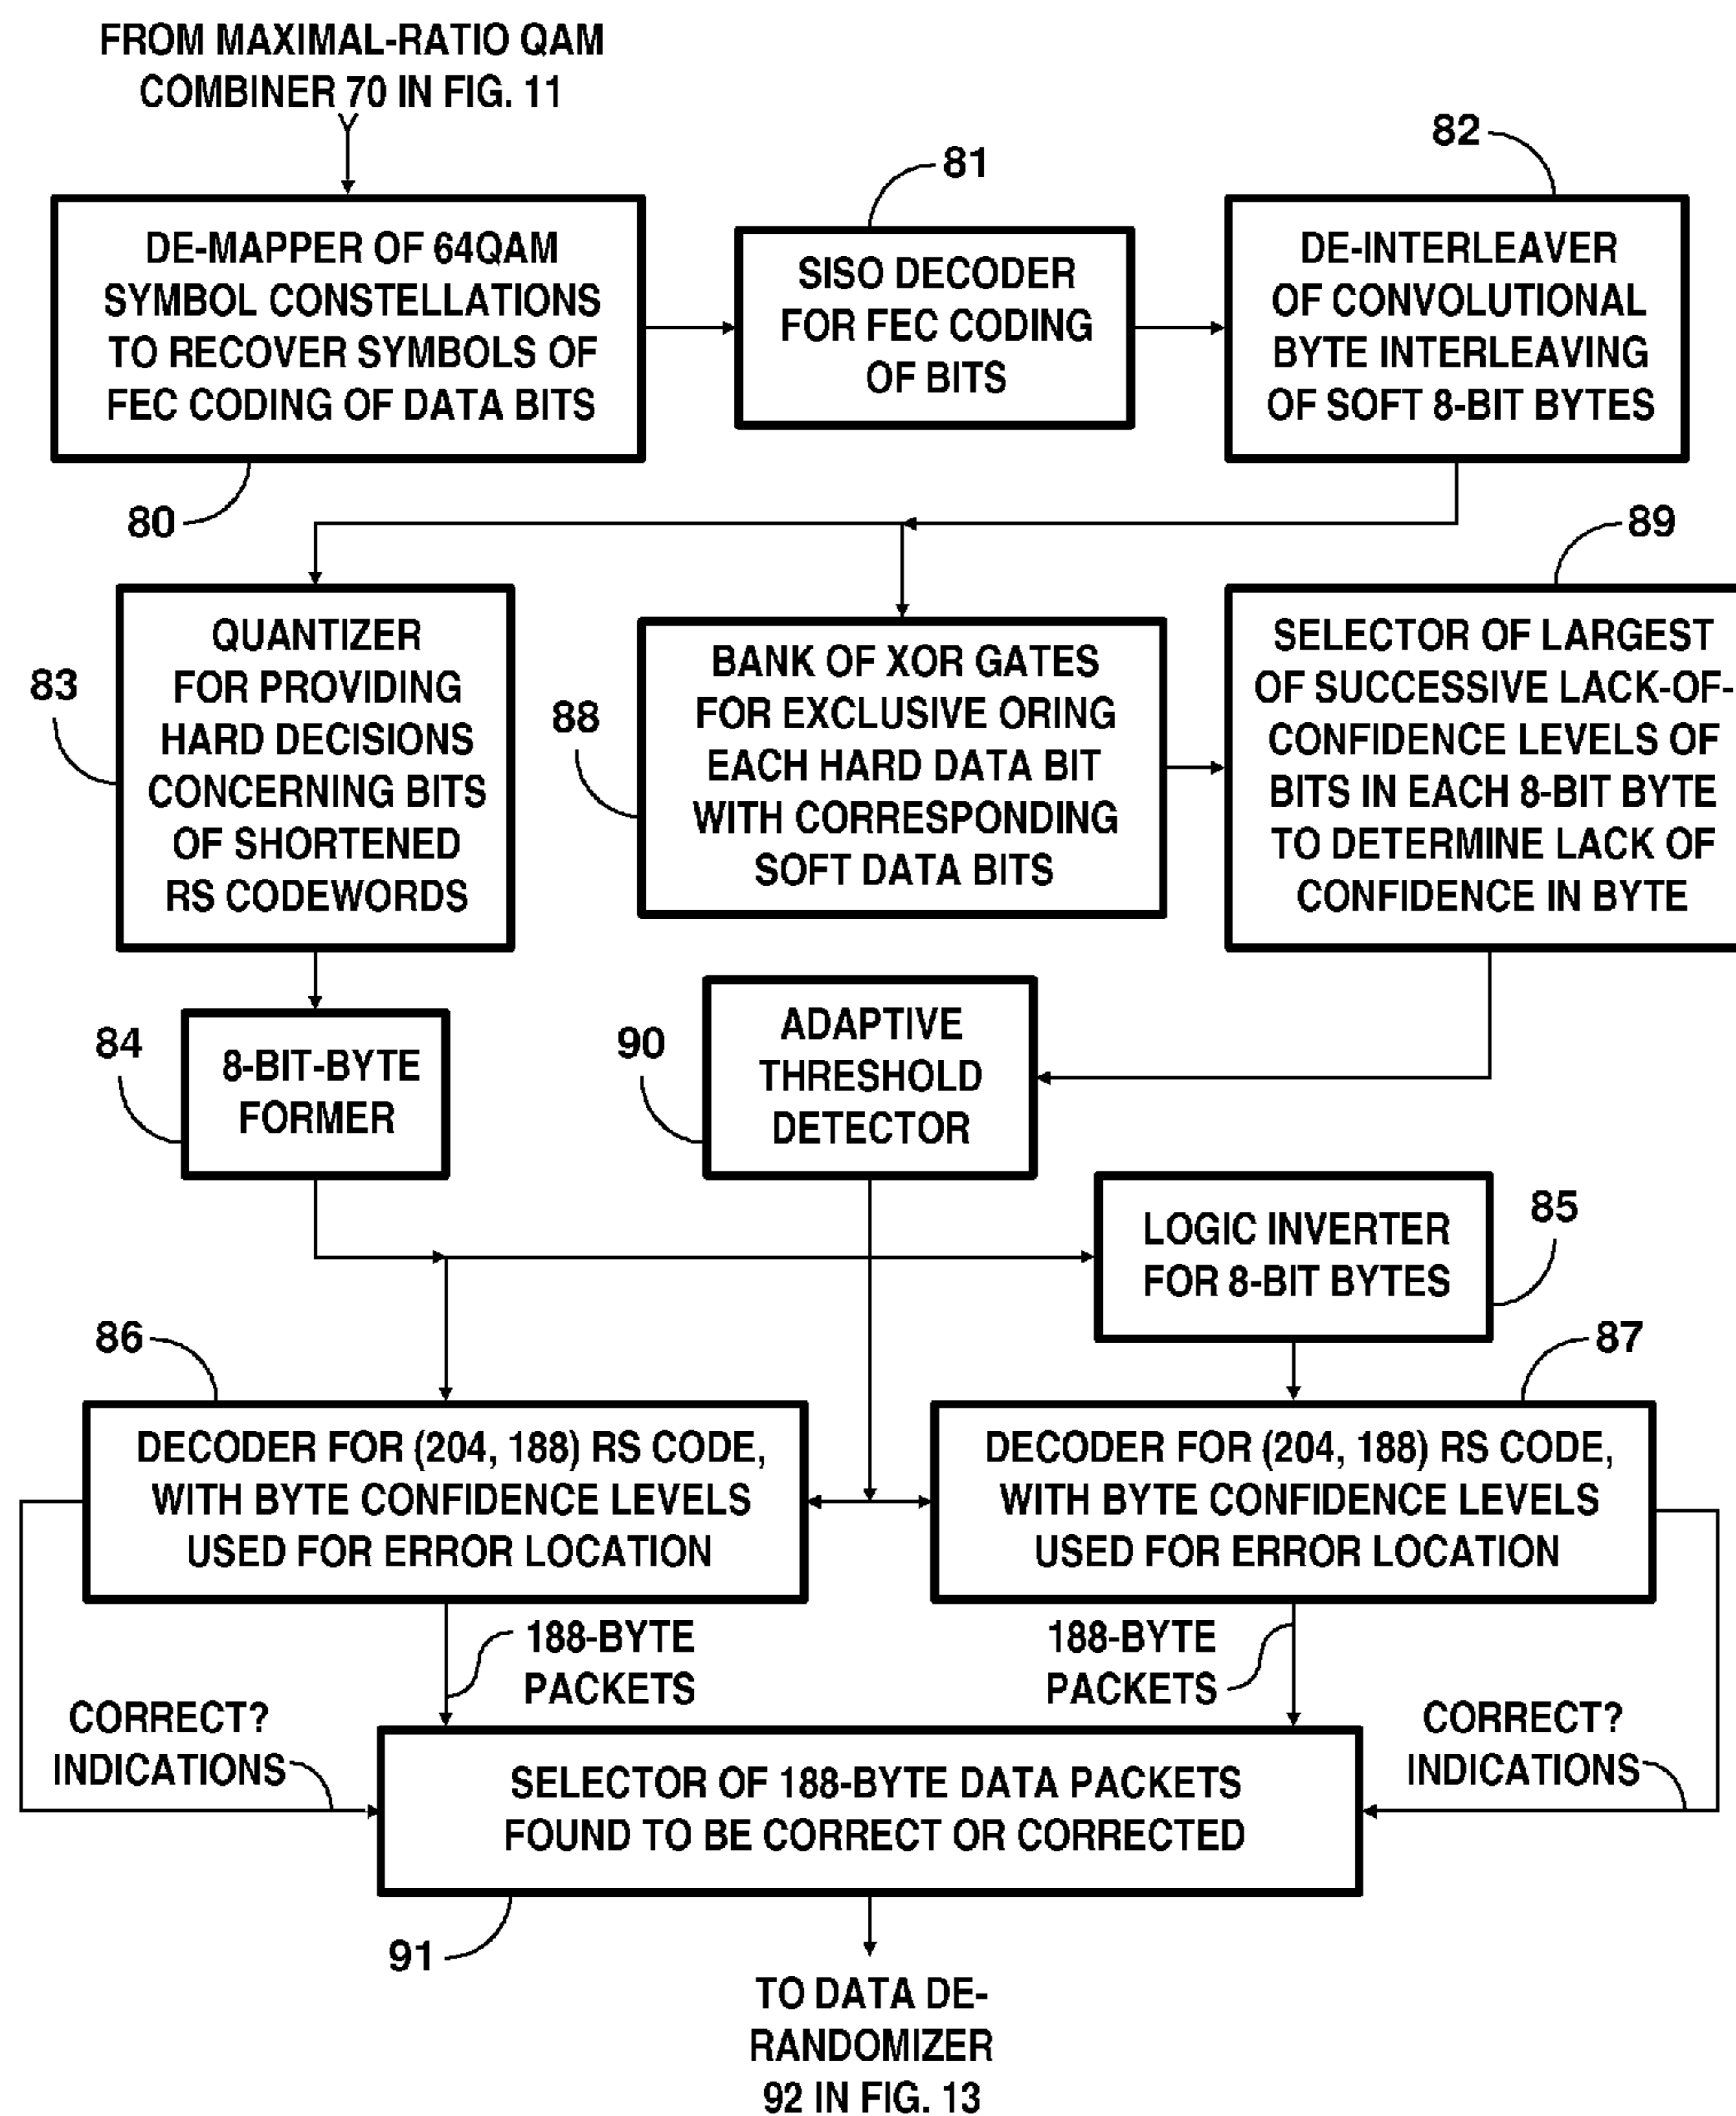 FROM MAXIMAL-RATIO QAM
COMBINER 70 IN FIG. 11
81
82
DE-MAPPER OF 64QAM
SYMBOL CONSTELLATIONS
TO RECOVER SYMBOLS OF
FEC CODING OF DATA BITS
SISO DECODER
FOR FEC CODING
OF BITS
DE-INTERLEAVER
OF CONVOLUTIONAL
BYTE INTERLEAVING
OF SOFT 8-BIT BYTES
80
89
83
QUANTIZER
FOR PROVIDING
HARD DECISIONS
CONCERNING BITS
OF SHORTENED
RS CODEWORDS
88
BANK OF XOR GATES
FOR EXCLUSIVE ORING
EACH HARD DATA BIT
WITH CORRESPONDING
SOFT DATA BITS
SELECTOR OF LARGEST
OF SUCCESSIVE LACK-OF-
CONFIDENCE LEVELS OF
BITS IN EACH 8-BIT BYTE
TO DETERMINE LACK OF
CONFIDENCE IN BYTE
84
8-BIT-BYTE
FORMER
90
ADAPTIVE
THRESHOLD
DETECTOR
LOGIC INVERTER
FOR 8-BIT BYTES
85
86
87
DECODER FOR (204, 188) RS CODE,
WITH BYTE CONFIDENCE LEVELS
USED FOR ERROR LOCATION
DECODER FOR (204, 188) RS CODE,
WITH BYTE CONFIDENCE LEVELS
USED FOR ERROR LOCATION
188-BYTE
PACKETS
188-BYTE
PACKETS
CORRECT?
INDICATIONS
CORRECT?
INDICATIONS
SELECTOR OF 188-BYTE DATA PACKETS
FOUND TO BE CORRECT OR CORRECTED
91
TO DATA DE-
RANDOMIZER
92 IN FIG. 13